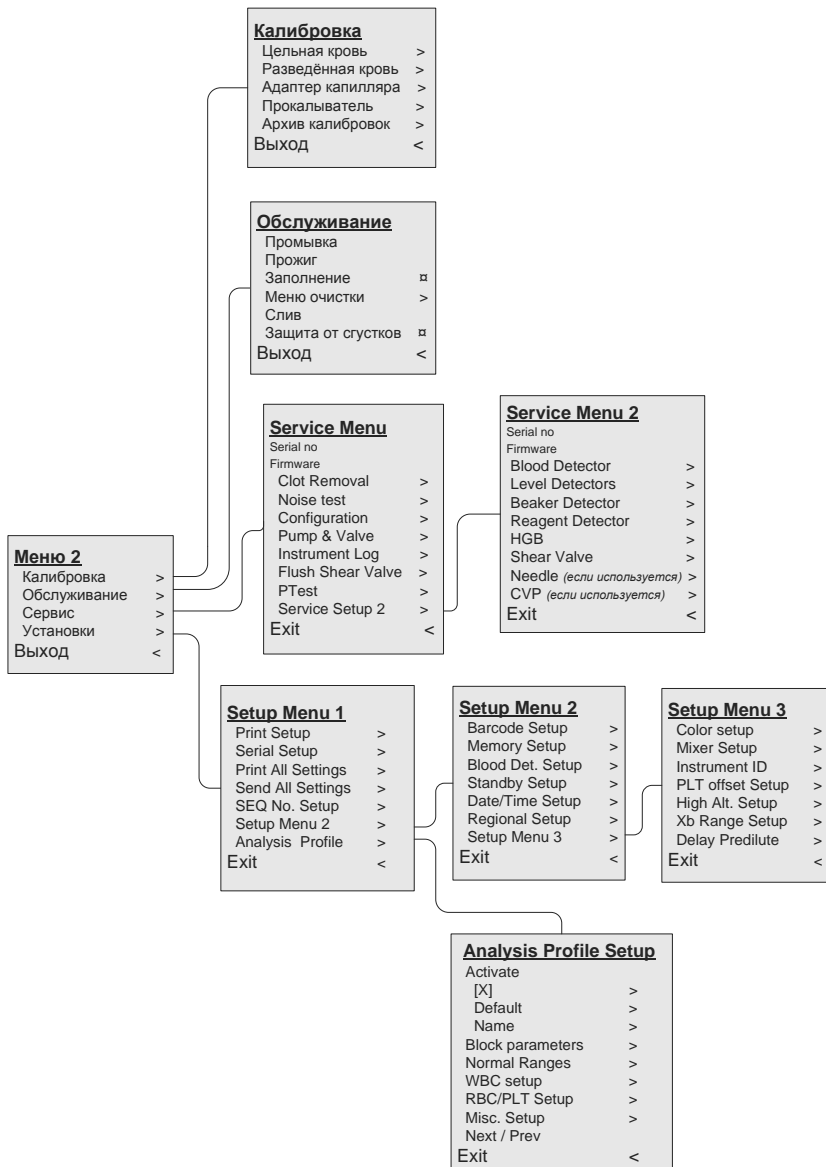 Калибровка
Цельная кровь >
Разведённая кровь >
Адаптер капилляра >
Прокалыватель >
Архив калибровок >
Выход <
Обслуживание
Промывка
Прожиг
Заполнение ¤
Меню очистки >
Слив
Защита от сгустков ¤
Выход <
Service Menu
Serial no
Firmware
Clot Removal >
Noise test >
Configuration >
Pump & Valve >
Instrument Log >
Flush Shear Valve >
PTest >
Service Setup 2 >
Exit <
Service Menu 2
Serial no
Firmware
Blood Detector >
Level Detectors >
Beaker Detector >
Reagent Detector >
HGB >
Shear Valve >
Needle (если используется) >
CVP (если используется) >
Exit <
Меню 2
Калибровка >
Обслуживание >
Сервис >
Установки >
Выход <
Setup Menu 1
Print Setup >
Serial Setup >
Print All Settings >
Send All Settings >
SEQ No. Setup >
Setup Menu 2 >
Analysis Profile >
Exit <
Setup Menu 2
Barcode Setup >
Memory Setup >
Blood Det. Setup >
Standby Setup >
Date/Time Setup >
Regional Setup >
Setup Menu 3 >
Exit <
Setup Menu 3
Color setup >
Mixer Setup >
Instrument ID >
PLT offset Setup >
High Alt. Setup >
Xb Range Setup >
Delay Predilute >
Exit <
Analysis Profile Setup
Activate
[X] >
Default >
Name >
Block parameters >
Normal Ranges >
WBC setup >
RBC/PLT Setup >
Misc. Setup >
Next / Prev
Exit <